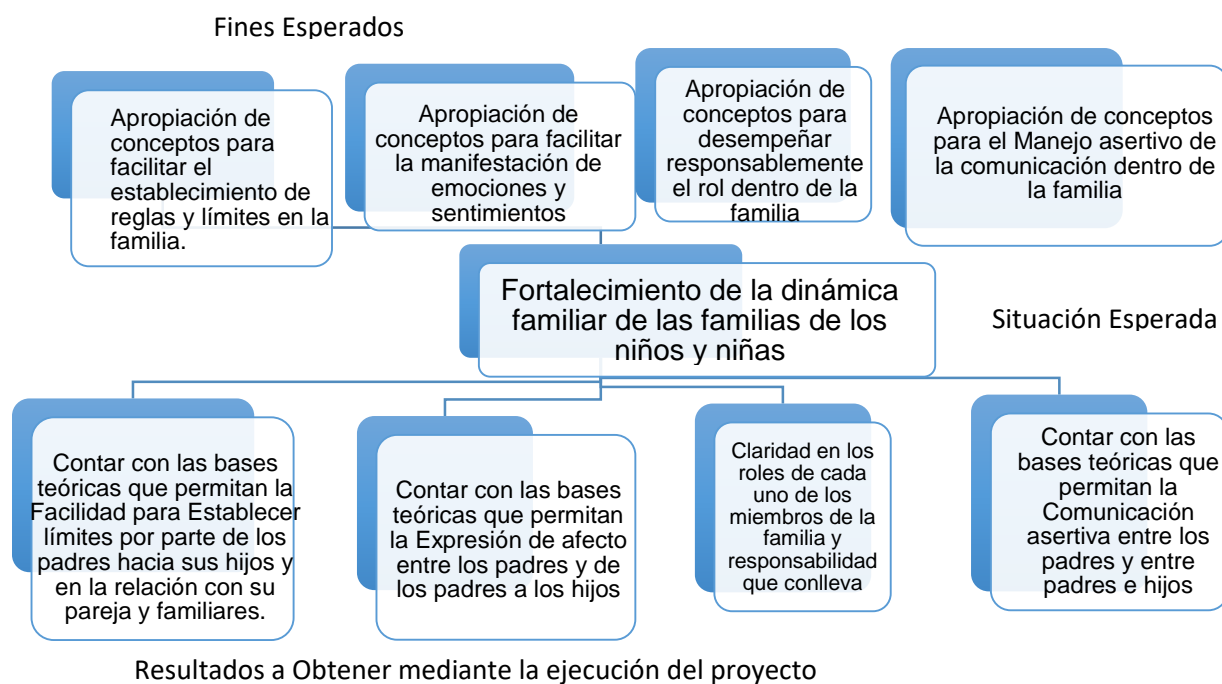 Fines Esperados
Apropiación de
conceptos para
facilitar el
establecimiento de
reglas y límites en la
familia.
Apropiación de
conceptos para facilitar
la manifestación de
emociones y
sentimientos
Apropiación de
conceptos para
desempeñar
responsablemente
el rol dentro de la
familia
Apropiación de conceptos
para el Manejo asertivo de
la comunicación dentro de
la familia
Fortalecimiento de la dinámica
familiar de las familias de los
niños y niñas
Situación Esperada
Contar con las bases
teóricas que permitan la
Facilidad para Establecer
límites por parte de los
padres hacia sus hijos y
en la relación con su
pareja y familiares.
Contar con las bases
teóricas que permitan
la Expresión de afecto
entre los padres y de
los padres a los hijos
Claridad en los
roles de cada
uno de los
miembros de la
familia y
responsabilidad
que conlleva
Contar con las
bases teóricas que
permitan la
Comunicación
asertiva entre los
padres y entre
padres e hijos
Resultados a Obtener mediante la ejecución del proyecto